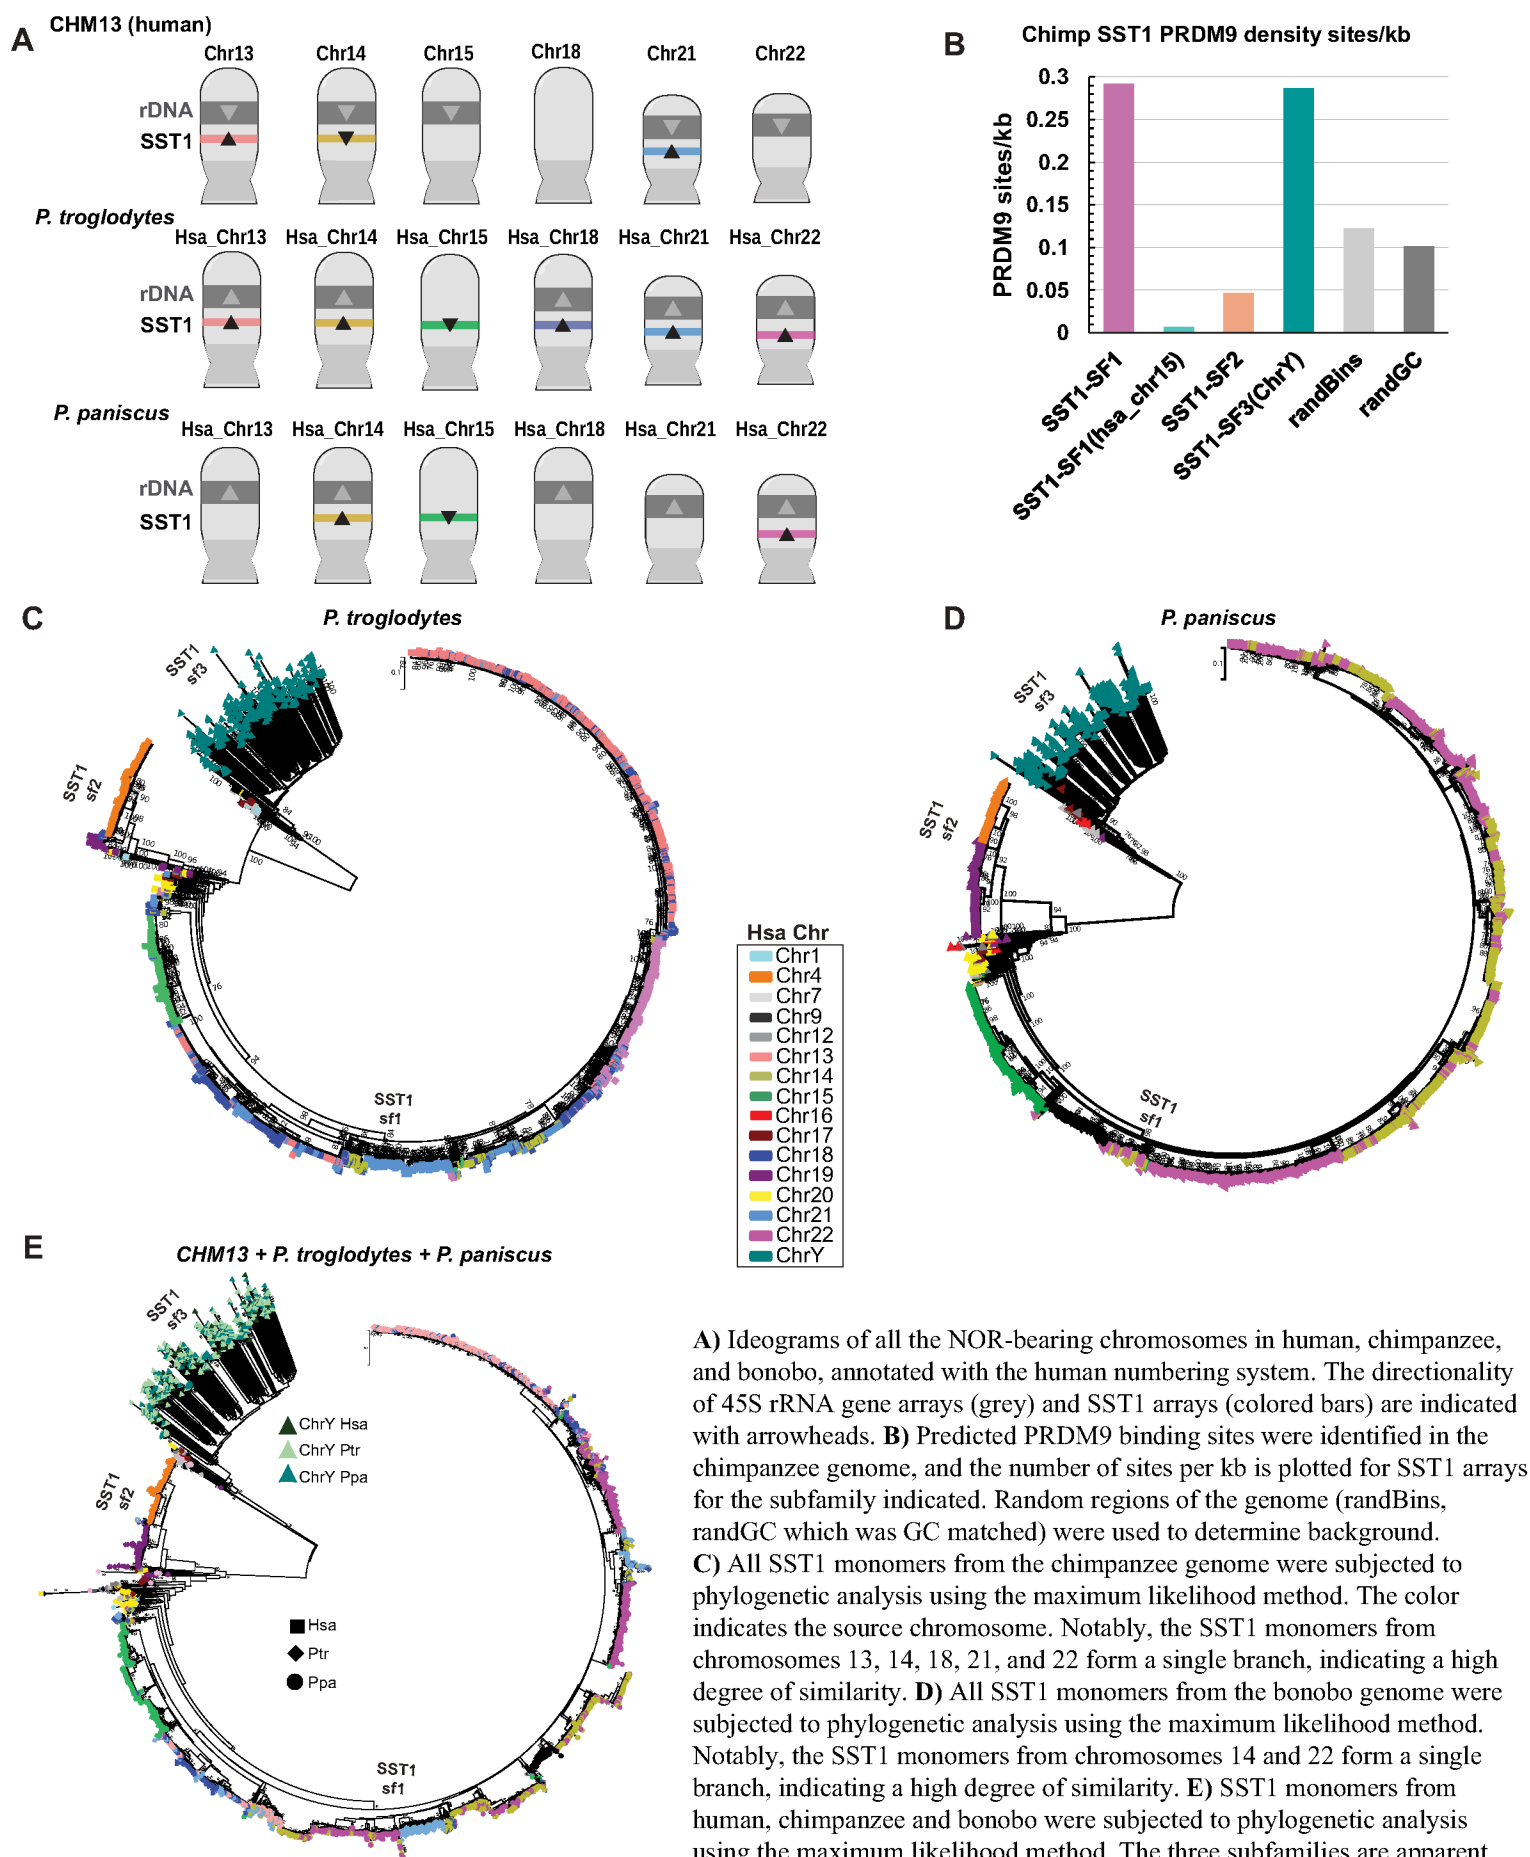 A
CHM13 (human)
Chr13 Chr14 Chr15 Chr18 Chr21 Chr22
rDNA
SST1
P. troglodytes
Hsa_Chr13 Hsa_Chr14 Hsa_Chr15 Hsa_Chr18 Hsa_Chr21 Hsa_Chr22
rDNA
SST1
P. paniscus
Hsa_Chr13 Hsa_Chr14 Hsa_Chr15 Hsa_Chr18 Hsa_Chr21 Hsa_Chr22
rDNA
SST1
B
Chimp SST1 PRDM9 density sites/kb
PRDM9 sites/kb
0.3
0.25
0.2
0.15
0.1
0.05
0
SST1-SF1
SST1-SF1(hsa_chr15)
SST1-SF2
SST1-SF3(ChrY)
randBins
randGC
C
P. troglodytes
SST1
sf3
SST1
sf2
SST1
sf1
0.1
D
P. paniscus
SST1
sf3
SST1
sf2
SST1
sf1
0.1
Hsa Chr
Chr1
Chr4
Chr7
Chr9
Chr12
Chr13
Chr14
Chr15
Chr16
Chr17
Chr18
Chr19
Chr20
Chr21
Chr22
ChrY
E
CHM13 + P. troglodytes + P. paniscus
SST1
sf3
ChrY Hsa
ChrY Ptr
ChrY Ppa
SST1
sf2
Hsa
Ptr
Ppa
SST1
sf1
A) Ideograms of all the NOR-bearing chromosomes in human, chimpanzee,
and bonobo, annotated with the human numbering system. The directionality
of 45S rRNA gene arrays (grey) and SST1 arrays (colored bars) are indicated
with arrowheads. B) Predicted PRDM9 binding sites were identified in the
chimpanzee genome, and the number of sites per kb is plotted for SST1 arrays
for the subfamily indicated. Random regions of the genome (randBins,
randGC which was GC matched) were used to determine background.
C) All SST1 monomers from the chimpanzee genome were subjected to
phylogenetic analysis using the maximum likelihood method. The color
indicates the source chromosome. Notably, the SST1 monomers from
chromosomes 13, 14, 18, 21, and 22 form a single branch, indicating a high
degree of similarity. D) All SST1 monomers from the bonobo genome were
subjected to phylogenetic analysis using the maximum likelihood method.
Notably, the SST1 monomers from chromosomes 14 and 22 form a single
branch, indicating a high degree of similarity. E) SST1 monomers from
human, chimpanzee and bonobo were subjected to phylogenetic analysis
using the maximum likelihood method. The three subfamilies are apparent